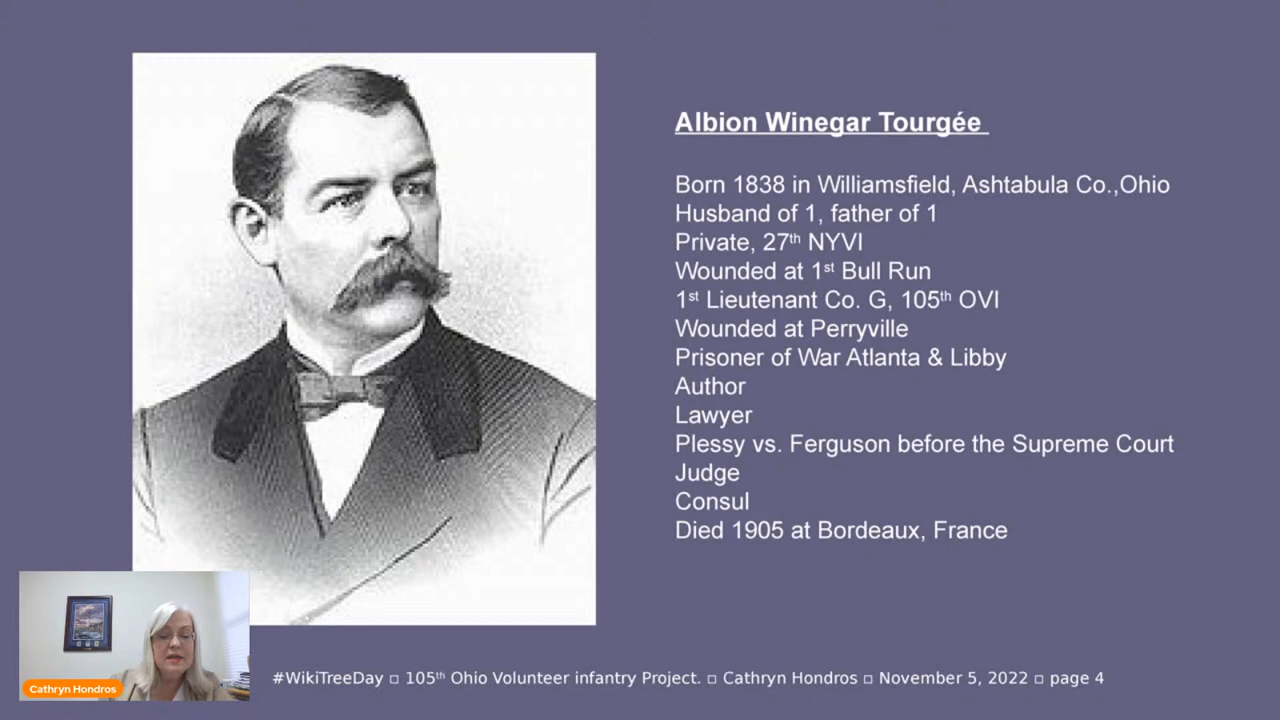 Albion Winegar Tourgée
Born 1838 in Williamsfield, Ashtabula Co.,Ohio
Husband of 1, father of 1
Private, 27th NYVI
Wounded at 1st Bull Run
1st Lieutenant Co. G, 105th OVI
Wounded at Perryville
Prisoner of War Atlanta & Libby
Author
Lawyer
Plessy vs. Ferguson before the Supreme Court
Judge
Consul
Died 1905 at Bordeaux, France
Cathryn Hondros
#WikiTreeDay □ 105th Ohio Volunteer infantry Project. □ Cathryn Hondros □ November 5, 2022 □ page 4